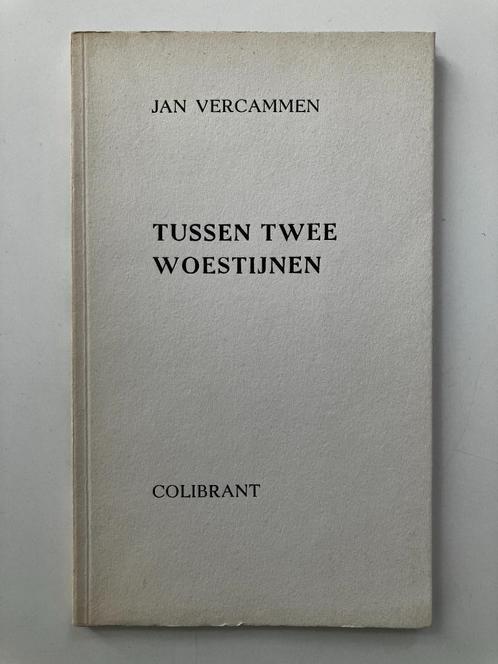 JAN VERCAMMEN
TUSSEN TWEE
WOESTIJNEN
COLIBRANT